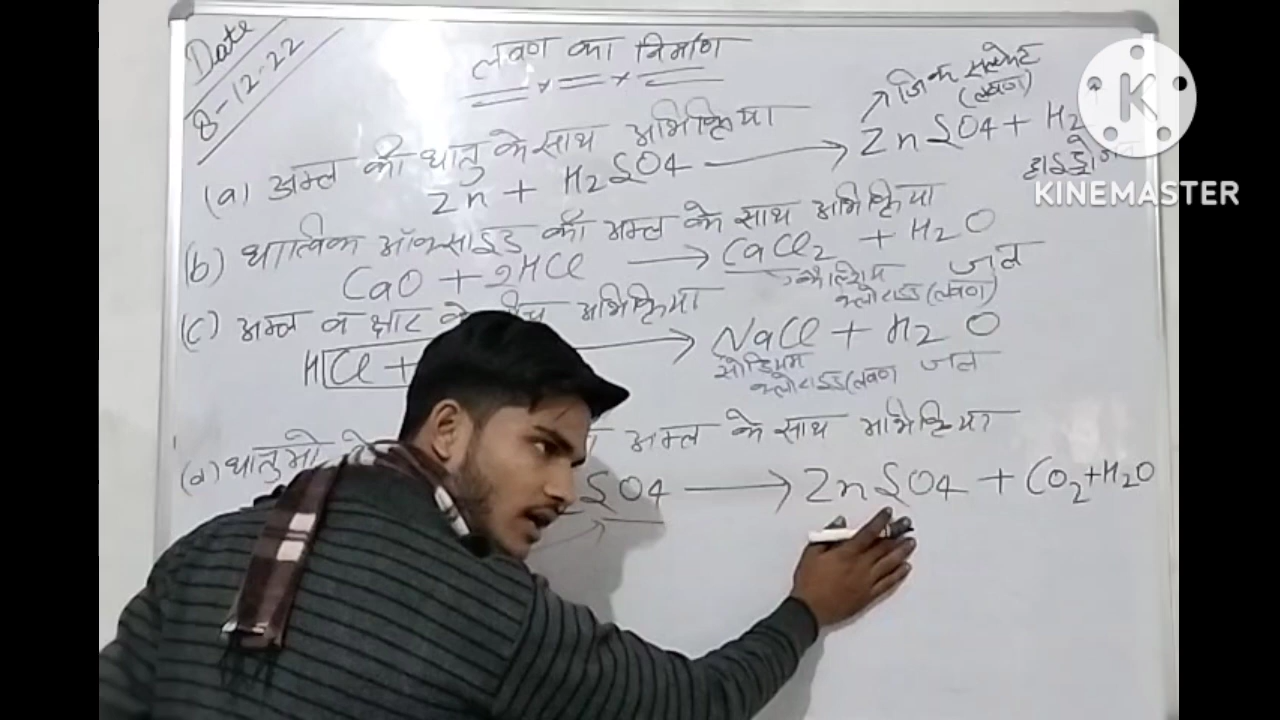 Date
8-12-22
लवण का निर्माण
(a) अम्ल की धातु के साथ अभिक्रिया
Zn + H2SO4 → ZnSO4 + H2
जिंक सल्फेट
(लवण)
(b) धात्विक ऑक्साइड की अम्ल के साथ अभिक्रिया
CaO + 2HCl → CaCl2 + H2O
कैल्शियम जल
क्लोराइड (लवण)
(c) अम्ल व क्षार के बीच अभिक्रिया
HCl + → NaCl + H2O
सोडियम
क्लोराइड (लवण जल
(d) धातुओ अम्ल के साथ अभिक्रिया
SO4 → ZnSO4 + CO2 + H2O
K
KINEMASTER